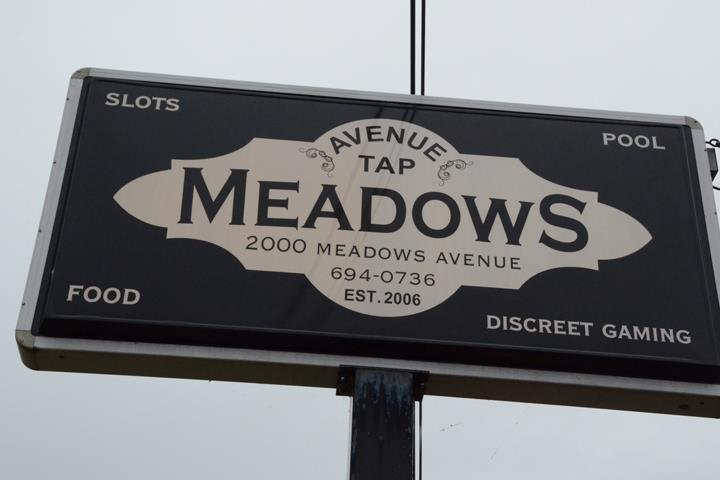 SLOTS
POOL
AVENUE
TAP
MEADOWS
2000 MEADOWS AVENUE
694-0736
EST. 2006
FOOD
DISCREET GAMING